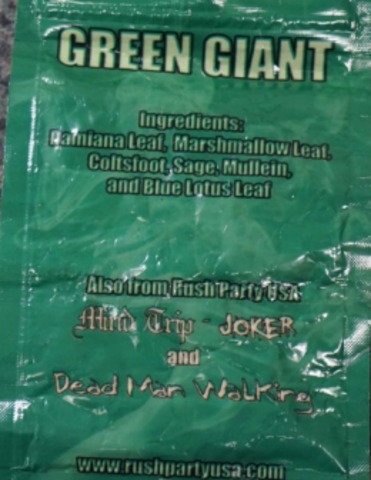 GREEN GIANT
Ingredients:
Damiana Leaf, Marshmallow Leaf,
Coltsfoot, Sage, Mullein,
and Blue Lotus Leaf
Also from Rush Party USA
Mind Trip - JOKER
and
Dead Man Walking
www.rushpartyusa.com